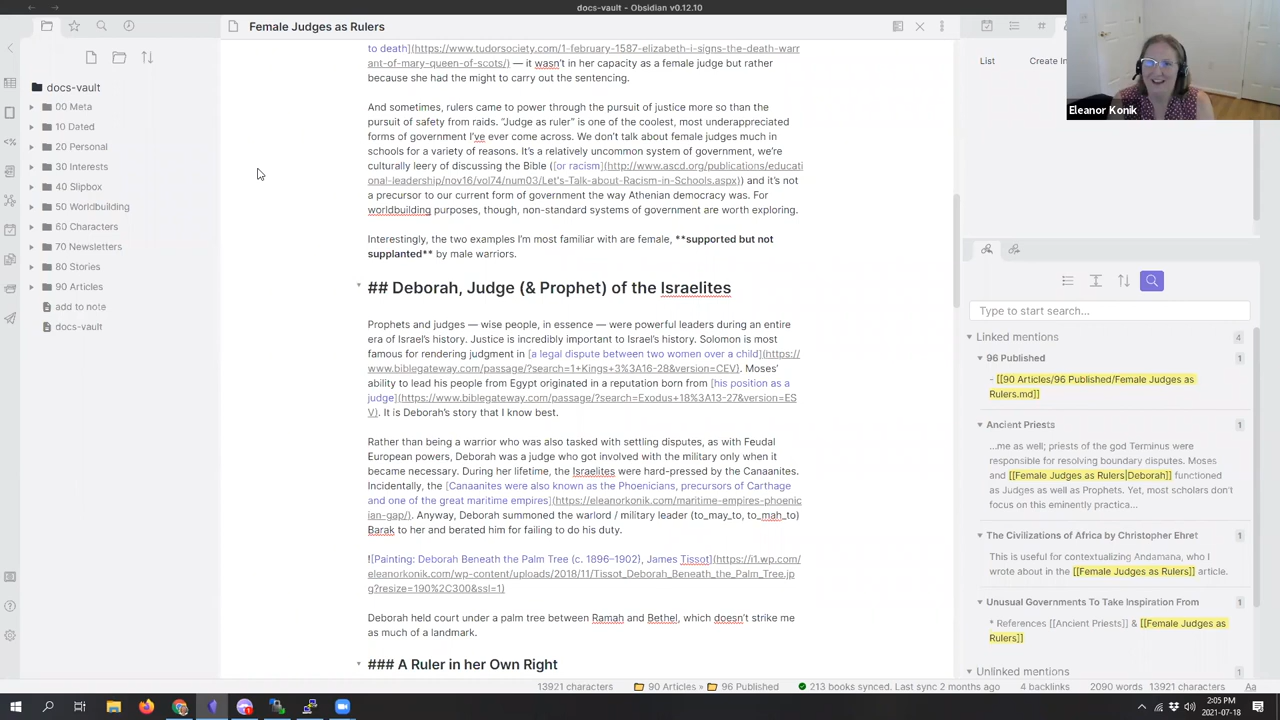 docs-vault - Obsidian v0.12.10
Female Judges as Rulers
docs-vault
00 Meta
10 Dated
20 Personal
30 Interests
40 Slipbox
50 Worldbuilding
60 Characters
70 Newsletters
80 Stories
90 Articles
add to note
docs-vault
to death](https://www.tudorsociety.com/1-february-1587-elizabeth-i-signs-the-death-warr
ant-of-mary-queen-of-scots/) — it wasn't in her capacity as a female judge but rather
because she had the might to carry out the sentencing.
And sometimes, rulers came to power through the pursuit of justice more so than the
pursuit of safety from raids. "Judge as ruler" is one of the coolest, most underappreciated
forms of government I've ever come across. We don't talk about female judges much in
schools for a variety of reasons. It's a relatively uncommon system of government, we're
culturally leery of discussing the Bible ([or racism](http://www.ascd.org/publications/educati
onal-leadership/nov16/vol74/num03/Let's-Talk-about-Racism-in-Schools.aspx)) and it's not
a precursor to our current form of government the way Athenian democracy was. For
worldbuilding purposes, though, non-standard systems of government are worth exploring.
Interestingly, the two examples I'm most familiar with are female, **supported but not
supplanted** by male warriors.
## Deborah, Judge (& Prophet) of the Israelites
Prophets and judges — wise people, in essence — were powerful leaders during an entire
era of Israel's history. Justice is incredibly important to Israel's history. Solomon is most
famous for rendering judgment in [a legal dispute between two women over a child](https://
www.biblegateway.com/passage/?search=1+Kings+3%3A16-28&version=CEV). Moses'
ability to lead his people from Egypt originated in a reputation born from [his position as a
judge](https://www.biblegateway.com/passage/?search=Exodus+18%3A13-27&version=ES
V). It is Deborah's story that I know best.
Rather than being a warrior who was also tasked with settling disputes, as with Feudal
European powers, Deborah was a judge who got involved with the military only when it
became necessary. During her lifetime, the Israelites were hard-pressed by the Canaanites.
Incidentally, the [Canaanites were also known as the Phoenicians, precursors of Carthage
and one of the great maritime empires](https://eleanorkonik.com/maritime-empires-phoenic
ian-gap/). Anyway, Deborah summoned the warlord / military leader (to_may_to, to_mah_to)
Barak to her and berated him for failing to do his duty.
![Painting: Deborah Beneath the Palm Tree (c. 1896–1902), James Tissot](https://i1.wp.com/
eleanorkonik.com/wp-content/uploads/2018/11/Tissot_Deborah_Beneath_the_Palm_Tree.jp
g?resize=190%2C300&ssl=1)
Deborah held court under a palm tree between Ramah and Bethel, which doesn't strike me
as much of a landmark.
### A Ruler in her Own Right
List
Create In
Eleanor Konik
Type to start search...
Linked mentions 4
96 Published 1
- [[90 Articles/96 Published/Female Judges as
Rulers.md]]
Ancient Priests 1
...me as well; priests of the god Terminus were
responsible for resolving boundary disputes. Moses
and [[Female Judges as Rulers|Deborah]] functioned
as Judges as well as Prophets. Yet, most scholars don't
focus on this eminently practica...
The Civilizations of Africa by Christopher Ehret 1
This is useful for contextualizing Andamana, who I
wrote about in the [[Female Judges as Rulers]] article.
Unusual Governments To Take Inspiration From 1
* References [[Ancient Priests]] & [[Female Judges as
Rulers]]
Unlinked mentions 1
13921 characters 90 Articles » 96 Published 213 books synced. Last sync 2 months ago 4 backlinks 2090 words 13921 characters Aa
2:05 PM
2021-07-18